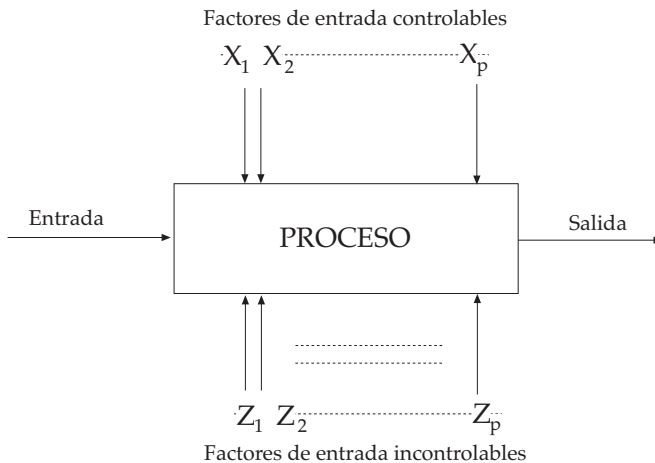 Factores de entrada controlables
X1 X2 Xp
Entrada
PROCESO
Salida
Z1 Z2 Zp
Factores de entrada incontrolables